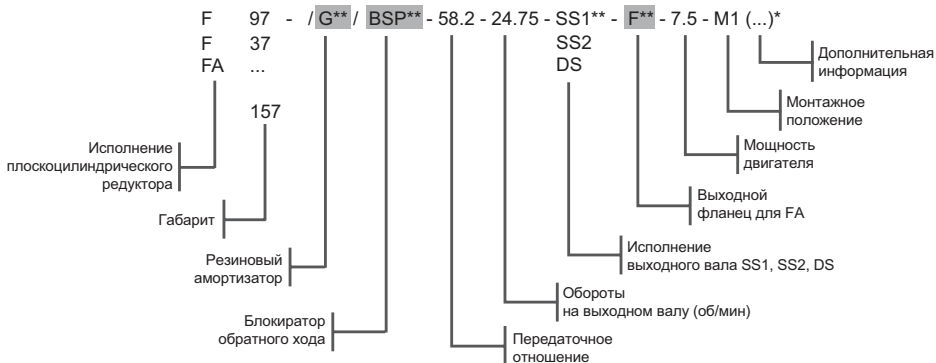 F 97 - / G** / BSP** - 58.2 - 24.75 - SS1** - F** - 7.5 - M1 (...)*
F 37 SS2
FA ... DS
157
Дополнительная
информация
Монтажное
положение
Мощность
двигателя
Выходной
фланец для FA
Исполнение
выходного вала SS1, SS2, DS
Обороты
на выходном валу (об/мин)
Передаточное
отношение
Исполнение
плоскоцилиндрического
редуктора
Габарит
Резиновый
амортизатор
Блокиратор
обратного хода